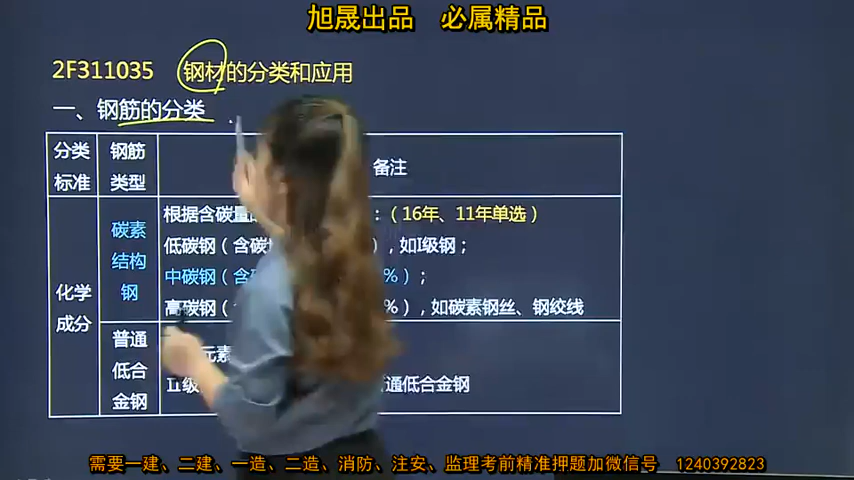 旭晟出品 必属精品
2F311035 钢材的分类和应用
一、钢筋的分类
分类标准
钢筋类型
备注
化学成分
碳素结构钢
根据含碳量 :(16年、11年单选)
低碳钢(含碳 ),如I级钢;
中碳钢(含 %);
高碳钢( %),如碳素钢丝、钢绞线
普通低合金钢
元素
II级 通低合金钢
需要一建、二建、一造、二造、消防、注安、监理考前精准押题加微信号 1240392823